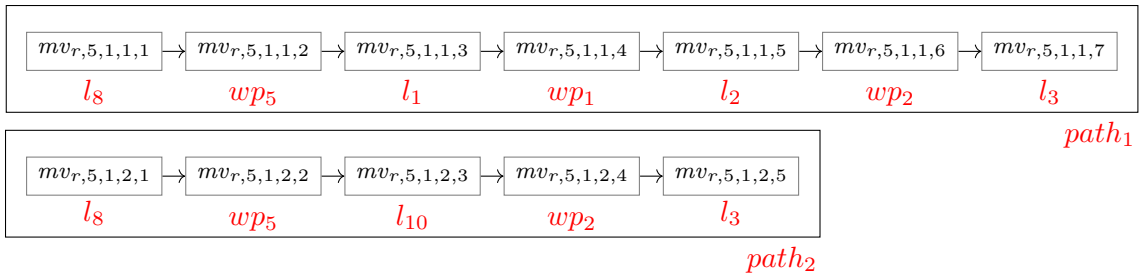 mv_{r,5,1,1,1} mv_{r,5,1,1,2} mv_{r,5,1,1,3} mv_{r,5,1,1,4} mv_{r,5,1,1,5} mv_{r,5,1,1,6} mv_{r,5,1,1,7}
l_8 wp_5 l_1 wp_1 l_2 wp_2 l_3
path_1
mv_{r,5,1,2,1} mv_{r,5,1,2,2} mv_{r,5,1,2,3} mv_{r,5,1,2,4} mv_{r,5,1,2,5}
l_8 wp_5 l_{10} wp_2 l_3
path_2